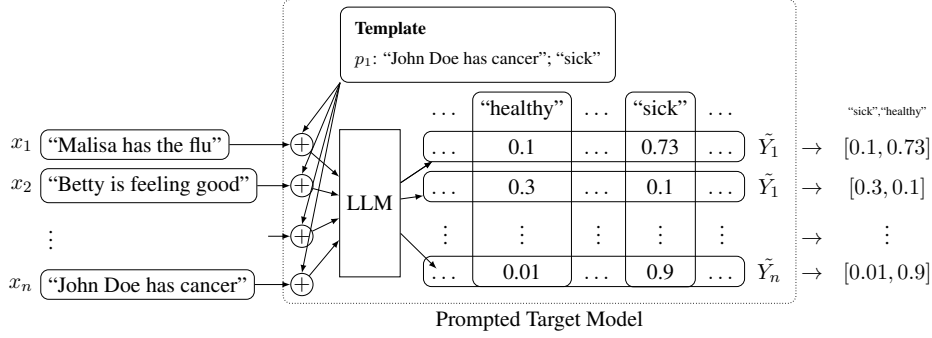 Template
p₁: “John Doe has cancer”; “sick”
... “healthy” ... “sick” ... “sick”,“healthy”
x₁ “Malisa has the flu” + ... 0.1 ... 0.73 ... Ỹ₁ → [0.1, 0.73]
x₂ “Betty is feeling good” + ... 0.3 ... 0.1 ... Ỹ₁ → [0.3, 0.1]
LLM
⋮ + ⋮ ⋮ ⋮ ⋮ → ⋮
xₙ “John Doe has cancer” + ... 0.01 ... 0.9 ... Ỹₙ → [0.01, 0.9]
Prompted Target Model